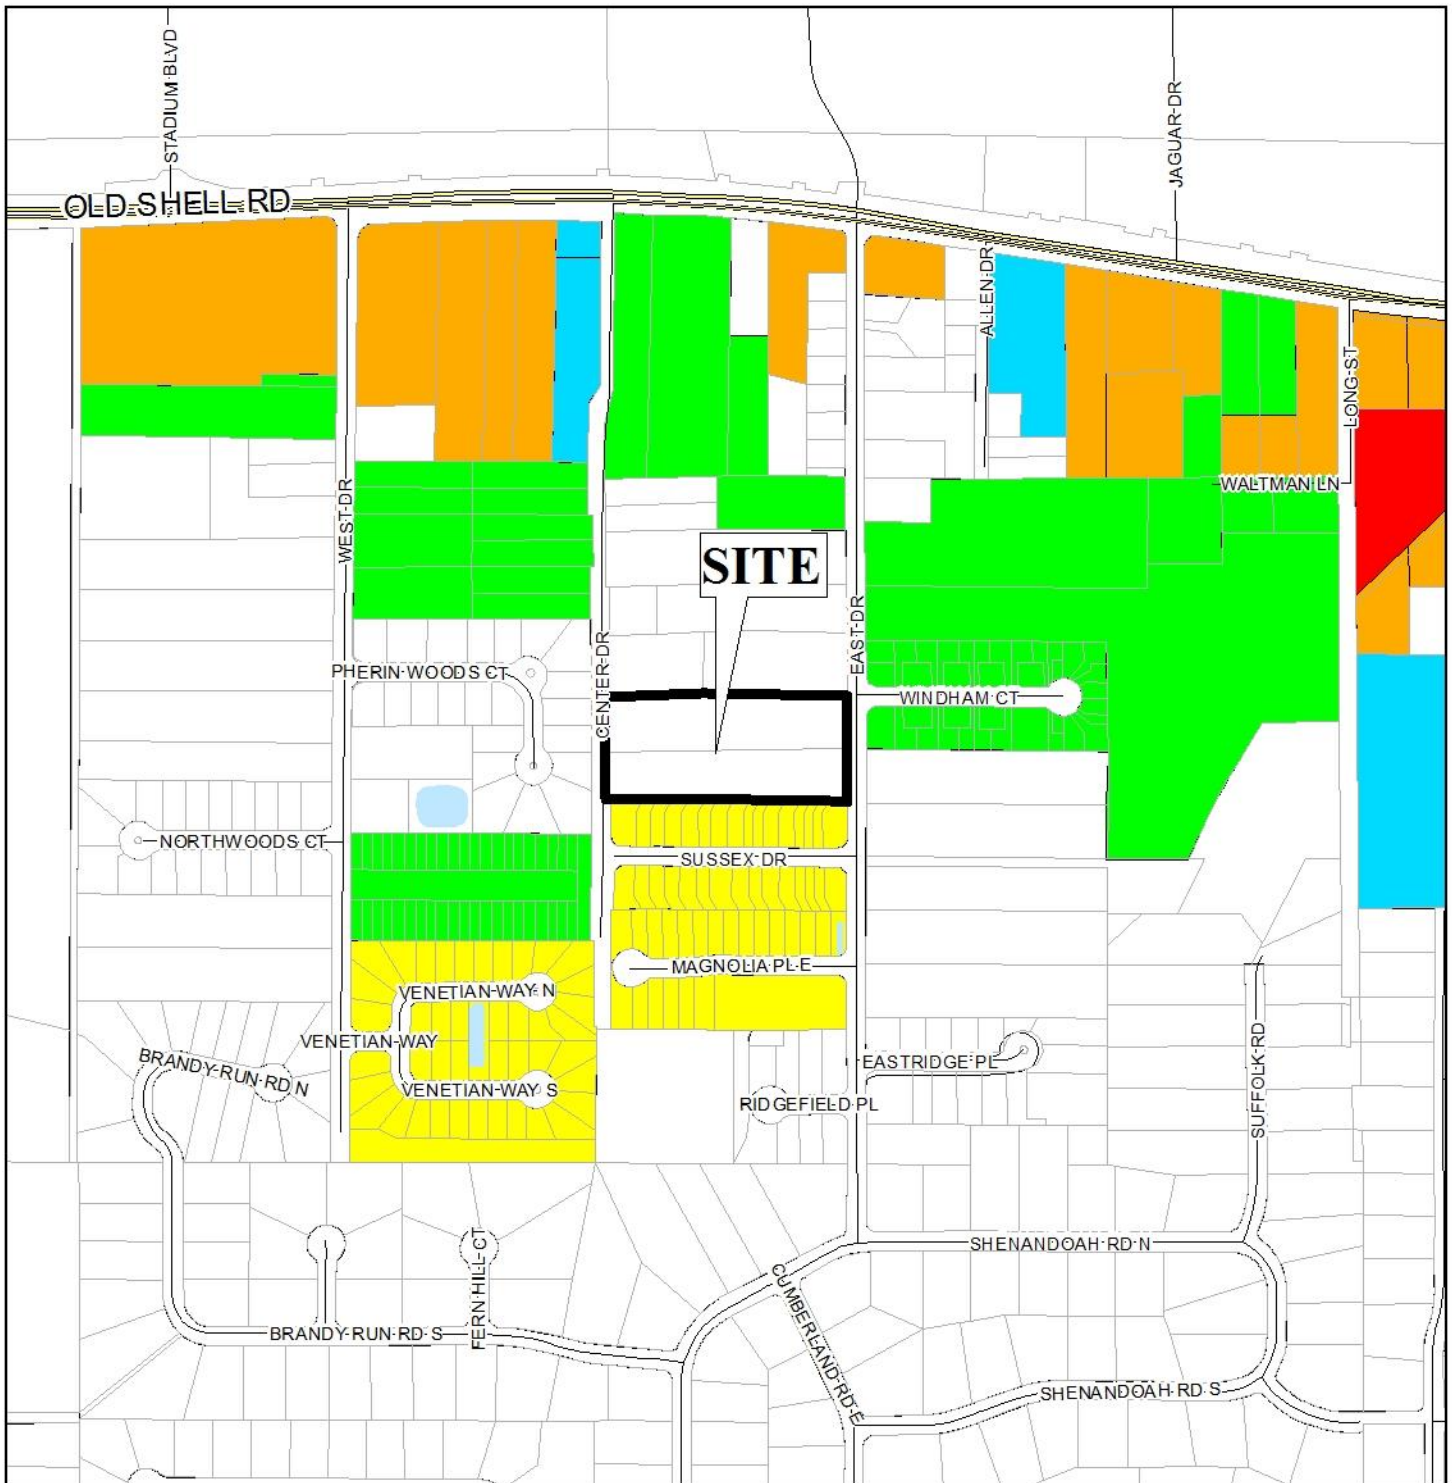 STADIUM BLVD
JAGUAR DR
OLD SHELL RD
ALLEN DR
LONG ST
WALTMAN LN
WEST DR
SITE
EAST DR
CENTER DR
PHERIN WOODS CT
WINDHAM CT
NORTHWOODS CT
SUSSEX DR
MAGNOLIA PL E
VENETIAN WAY N
VENETIAN WAY
VENETIAN WAY S
BRANDY RUN RD N
EASTRIDGE PL
RIDGEFIELD PL
SUFFOLK RD
SHENANDOAH RD N
FERN HILL CT
CUMBERLAND RD E
BRANDY RUN RD S
SHENANDOAH RD S